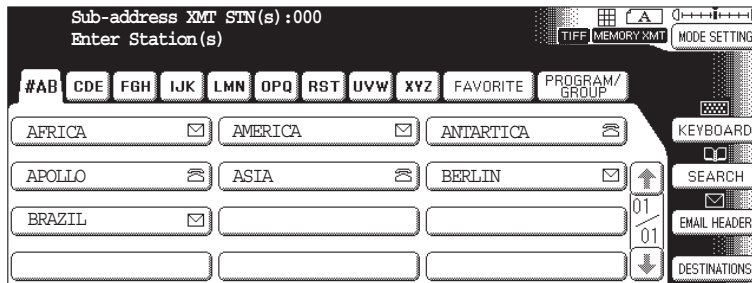 Sub-address XMT STN(s):000
Enter Station(s)
A
TIFF MEMORY XMT MODE SETTING
#AB CDE FGH IJK LMN OPQ RST UVW XYZ FAVORITE PROGRAM/
GROUP
KEYBOARD
AFRICA AMERICA ANTARTICA
SEARCH
APOLLO ASIA BERLIN
EMAIL HEADER
BRAZIL
01/01
DESTINATIONS